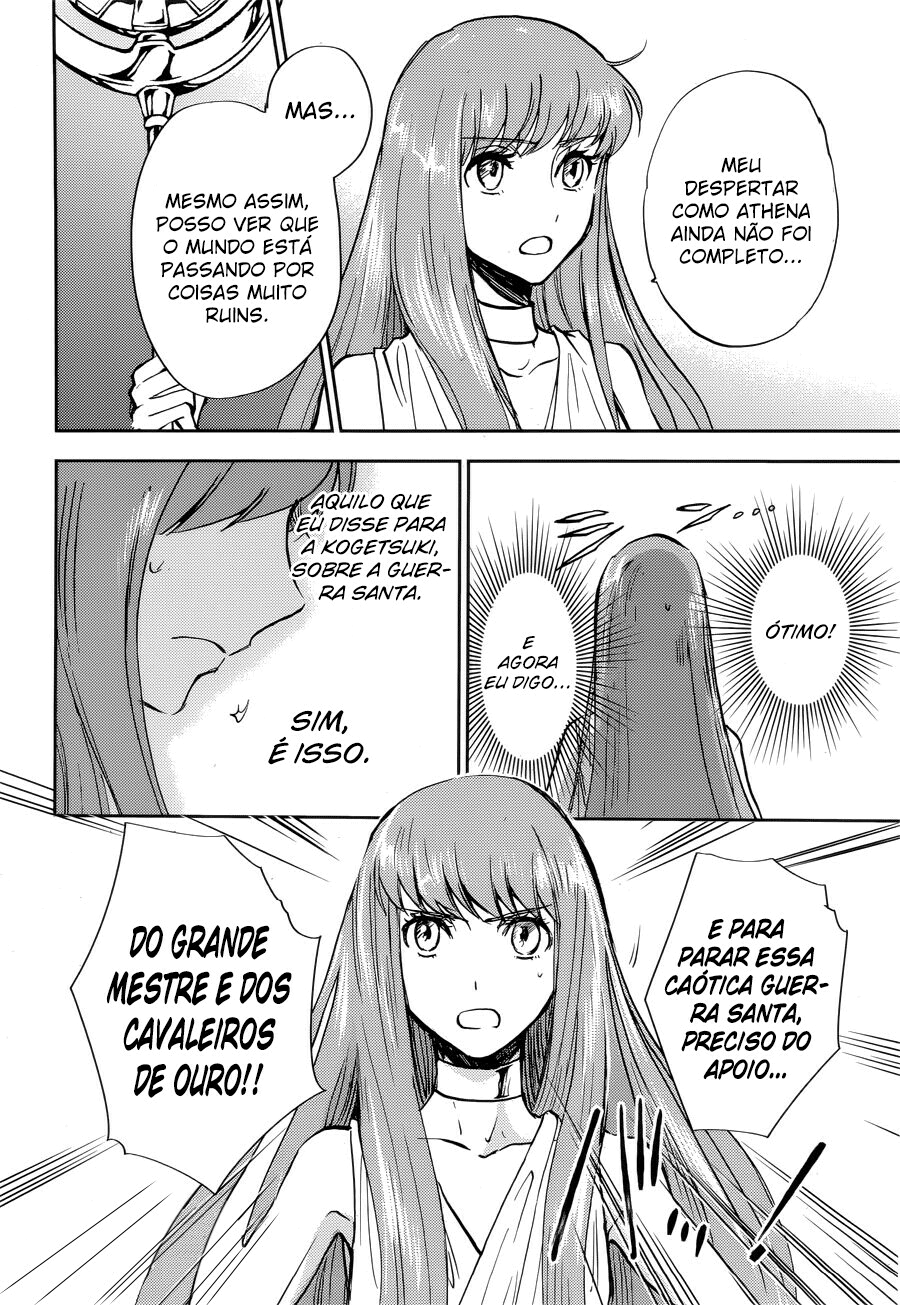 MEU
DESPERTAR
COMO ATHENA
AINDA NÃO FOI
COMPLETO...
MAS...
MESMO ASSIM,
POSSO VER QUE
O MUNDO ESTÁ
PASSANDO POR
COISAS MUITO
RUINS.
ÓTIMO!
E
AGORA
EU DIGO...
AQUILO QUE
EU DISSE PARA
A KOGETSUKI,
SOBRE A GUER-
RA SANTA.
SIM,
É ISSO.
E PARA
PARAR ESSA
CAÓTICA GUER-
RA SANTA,
PRECISO DO
APOIO...
DO GRANDE
MESTRE E DOS
CAVALEIROS
DE OURO!!